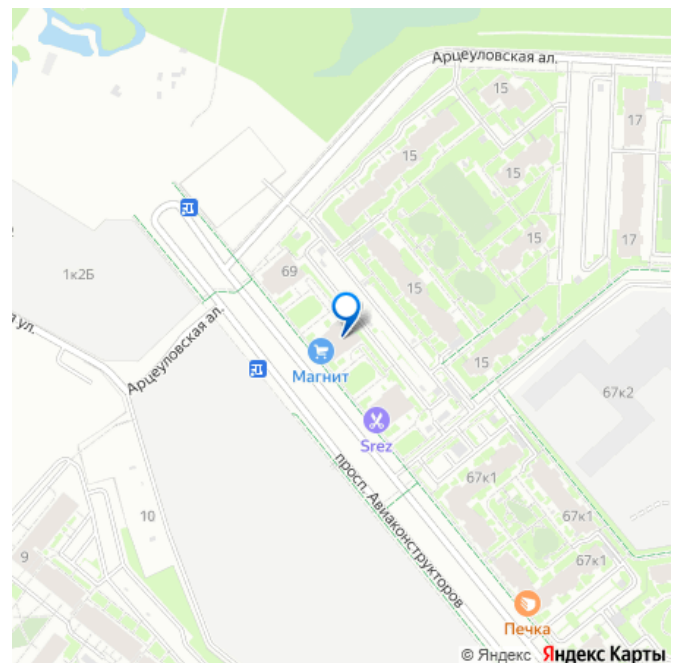 Арцеуловская ал.
15
17
15
15
15
17
69
15
1к2Б
я ул.
Арцеуловская ал.
Магнит
15
67к2
Srez
просп. Авиаконструкторов
67к1
10
67к1
9
67к1
Печка
© Яндекс Яндекс Карты